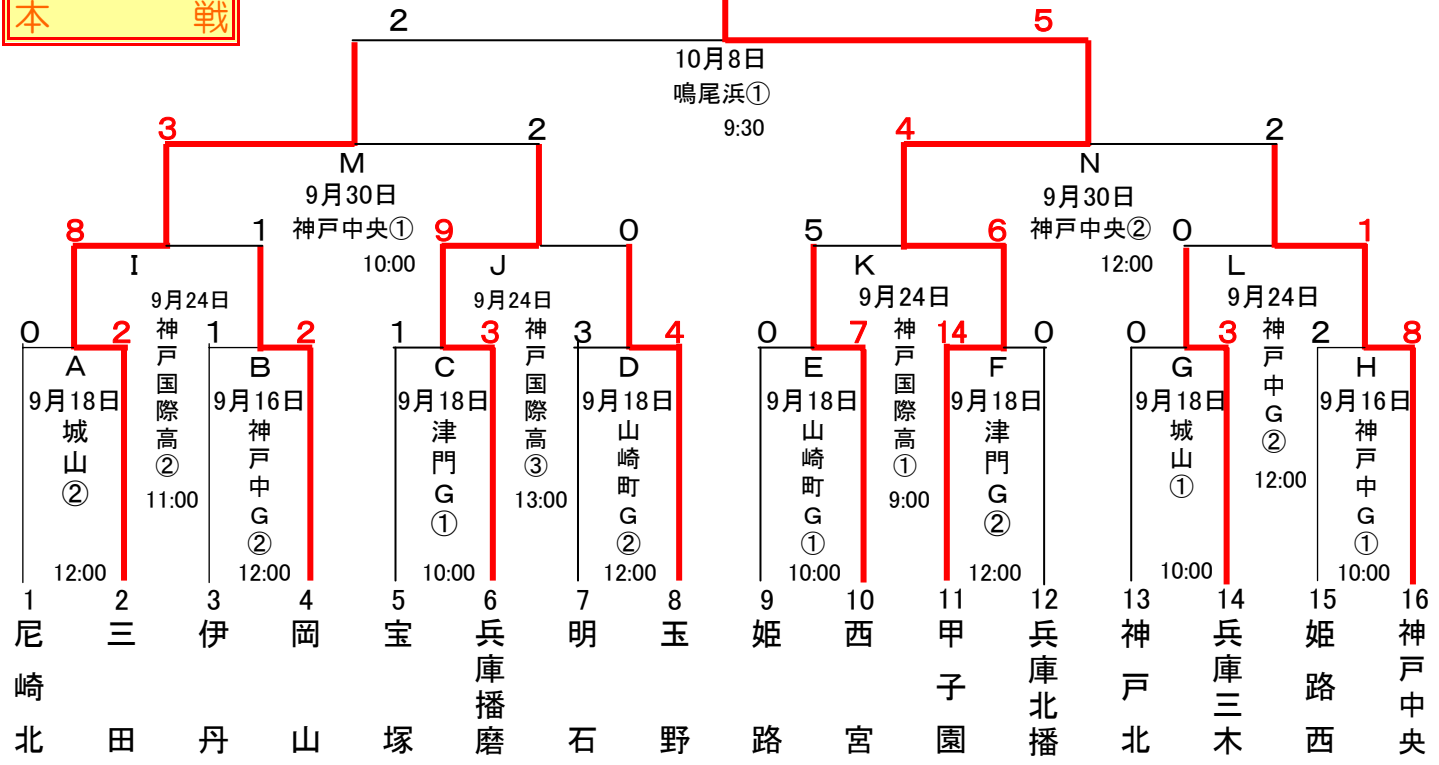 本 戦
2 5
10月8日
鳴尾浜①
9:30
3 2 4 2
M N
9月30日 9月30日
神戸中央① 神戸中央②
10:00 12:00
8 1 9 0 5 6 0 1
I J K L
9月24日 9月24日 9月24日 9月24日
神戸国際高② 神戸国際高③ 神戸国際高① 神戸中G②
11:00 13:00 9:00 12:00
0 2 1 2 1 3 3 4 0 7 14 0 0 3 2 8
A B C D E F G H
9月18日 9月16日 9月18日 9月18日 9月18日 9月18日 9月18日 9月16日
城山② 神戸中G② 津門G① 山崎町G② 山崎町G① 津門G② 城山① 神戸中G①
12:00 12:00 10:00 12:00 10:00 12:00 10:00 10:00
1 2 3 4 5 6 7 8 9 10 11 12 13 14 15 16
尼崎北 三田 伊丹 岡山 宝塚 兵庫播磨 明石 玉野 姫路 西宮 甲子園 兵庫北播 神戸北 兵庫三木 姫路西 神戸中央